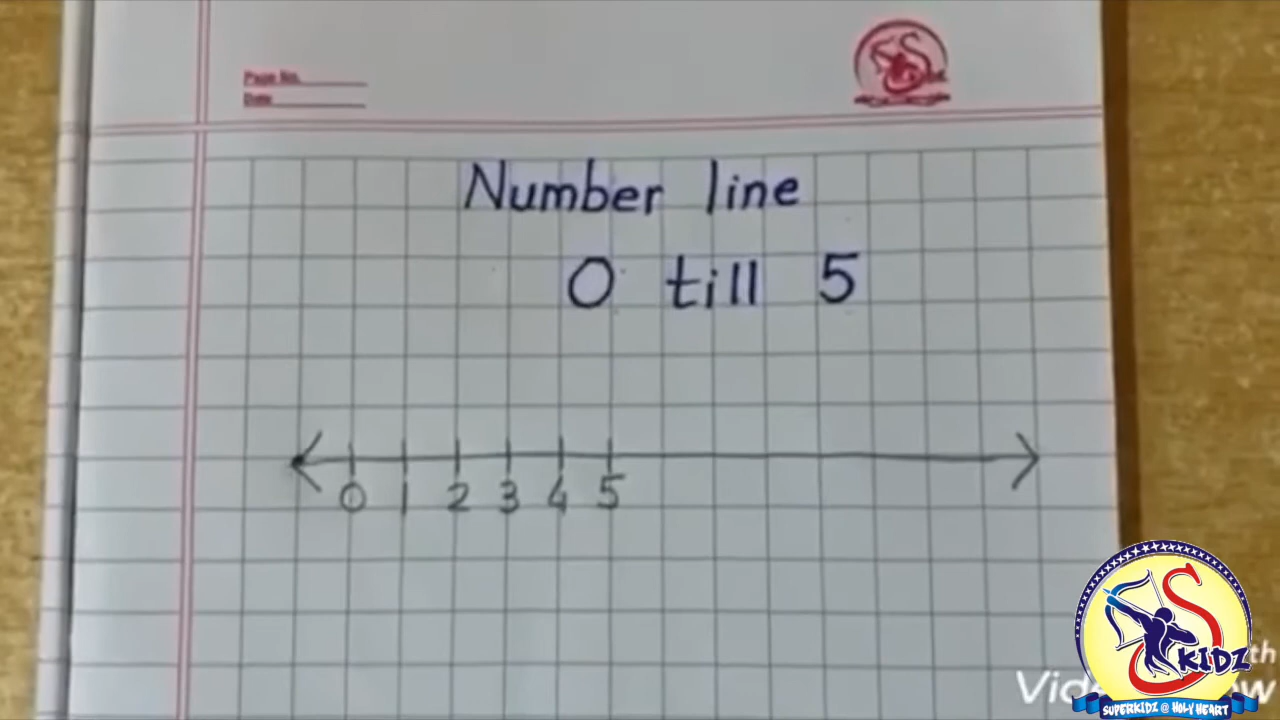 Page No.
Date
Number line
0 till 5
0 1 2 3 4 5
S KIDZ
SUPERKIDZ @ HOLY HEART